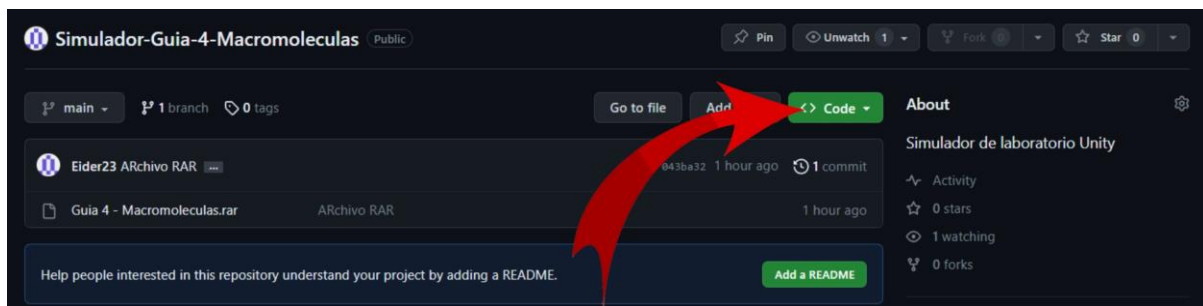 Simulador-Guia-4-Macromoleculas Public
Pin
Unwatch 1
Fork 0
Star 0
main
1 branch
0 tags
Go to file
Add
<> Code
About
Simulador de laboratorio Unity
Eider23 ARchivo RAR ...
043ba32 1 hour ago
1 commit
Guia 4 - Macromoleculas.rar
ARchivo RAR
1 hour ago
Activity
0 stars
1 watching
0 forks
Help people interested in this repository understand your project by adding a README.
Add a README